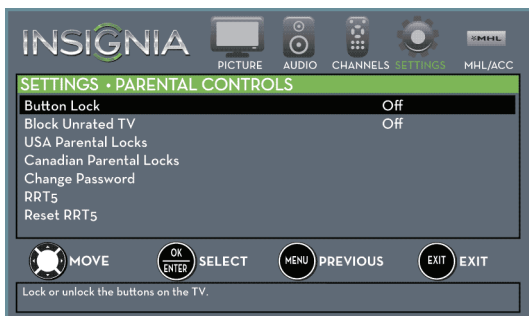 INSIGNIA
PICTURE AUDIO CHANNELS SETTINGS MHL MHL/ACC
SETTINGS • PARENTAL CONTROLS
Button Lock Off
Block Unrated TV Off
USA Parental Locks
Canadian Parental Locks
Change Password
RRT5
Reset RRT5
MOVE OK ENTER SELECT MENU PREVIOUS EXIT EXIT
Lock or unlock the buttons on the TV.